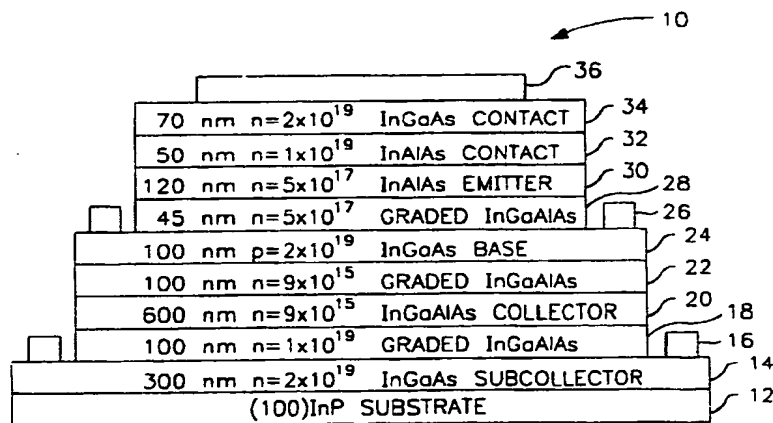 10
36
70 nm n=2x10^19 InGaAs CONTACT 34
50 nm n=1x10^19 InAlAs CONTACT 32
120 nm n=5x10^17 InAlAs EMITTER 30
45 nm n=5x10^17 GRADED InGaAlAs 28
26
100 nm p=2x10^19 InGaAs BASE 24
100 nm n=9x10^15 GRADED InGaAlAs 22
600 nm n=9x10^15 InGaAlAs COLLECTOR 20
100 nm n=1x10^19 GRADED InGaAlAs 18
16
300 nm n=2x10^19 InGaAs SUBCOLLECTOR 14
(100)InP SUBSTRATE 12